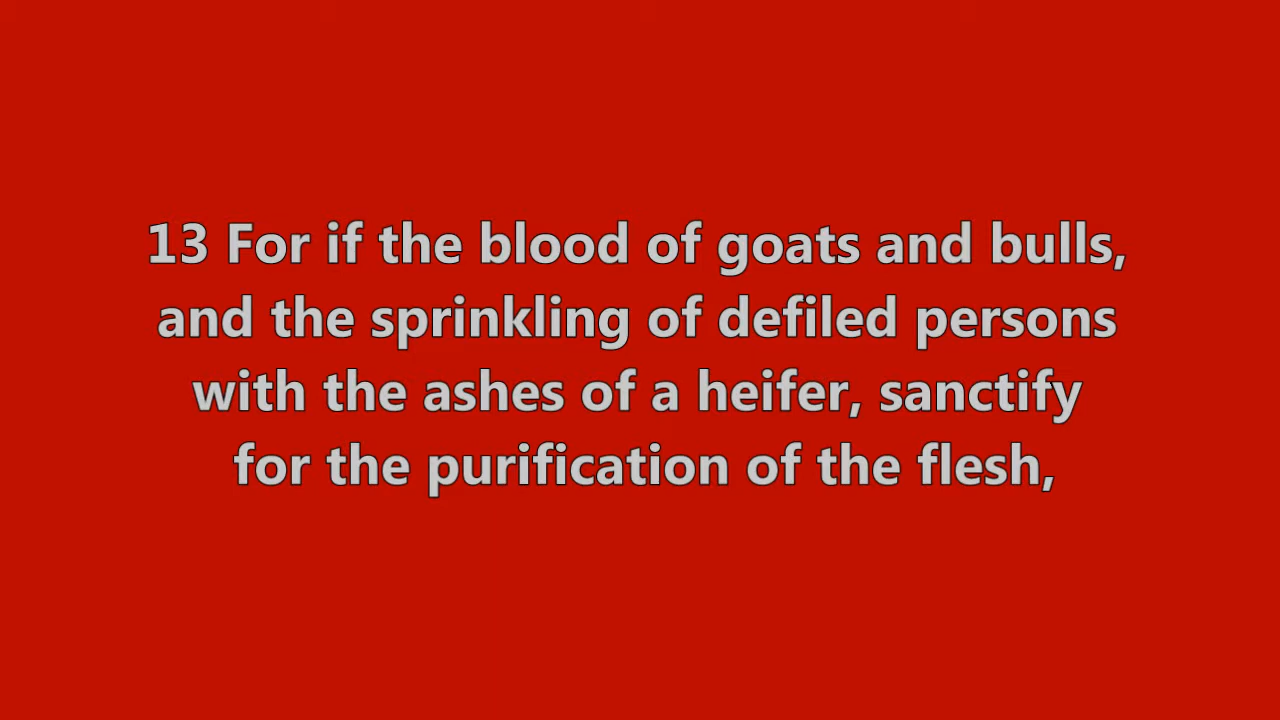 13 For if the blood of goats and bulls,
and the sprinkling of defiled persons
with the ashes of a heifer, sanctify
for the purification of the flesh,